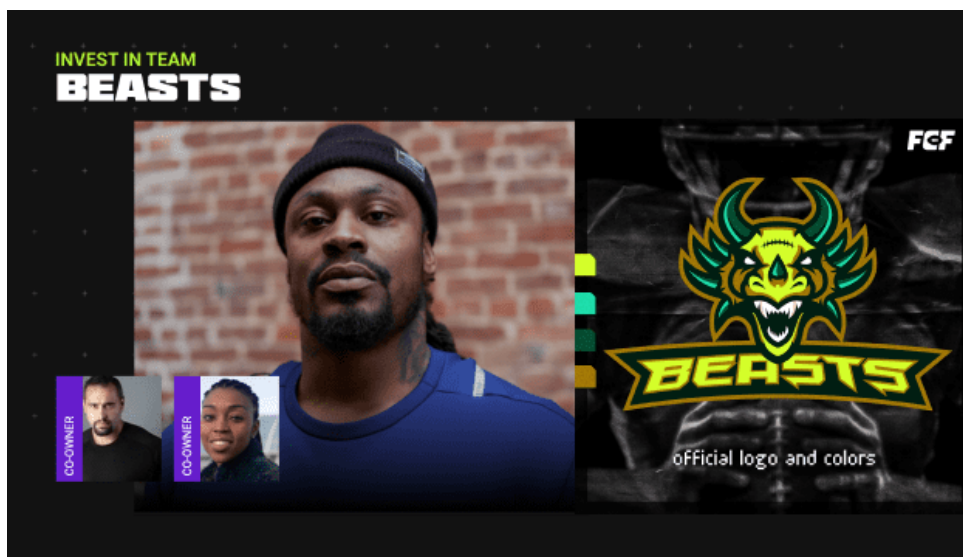 INVEST IN TEAM
BEASTS
FCF
BEASTS
official logo and colors
CO-OWNER
CO-OWNER